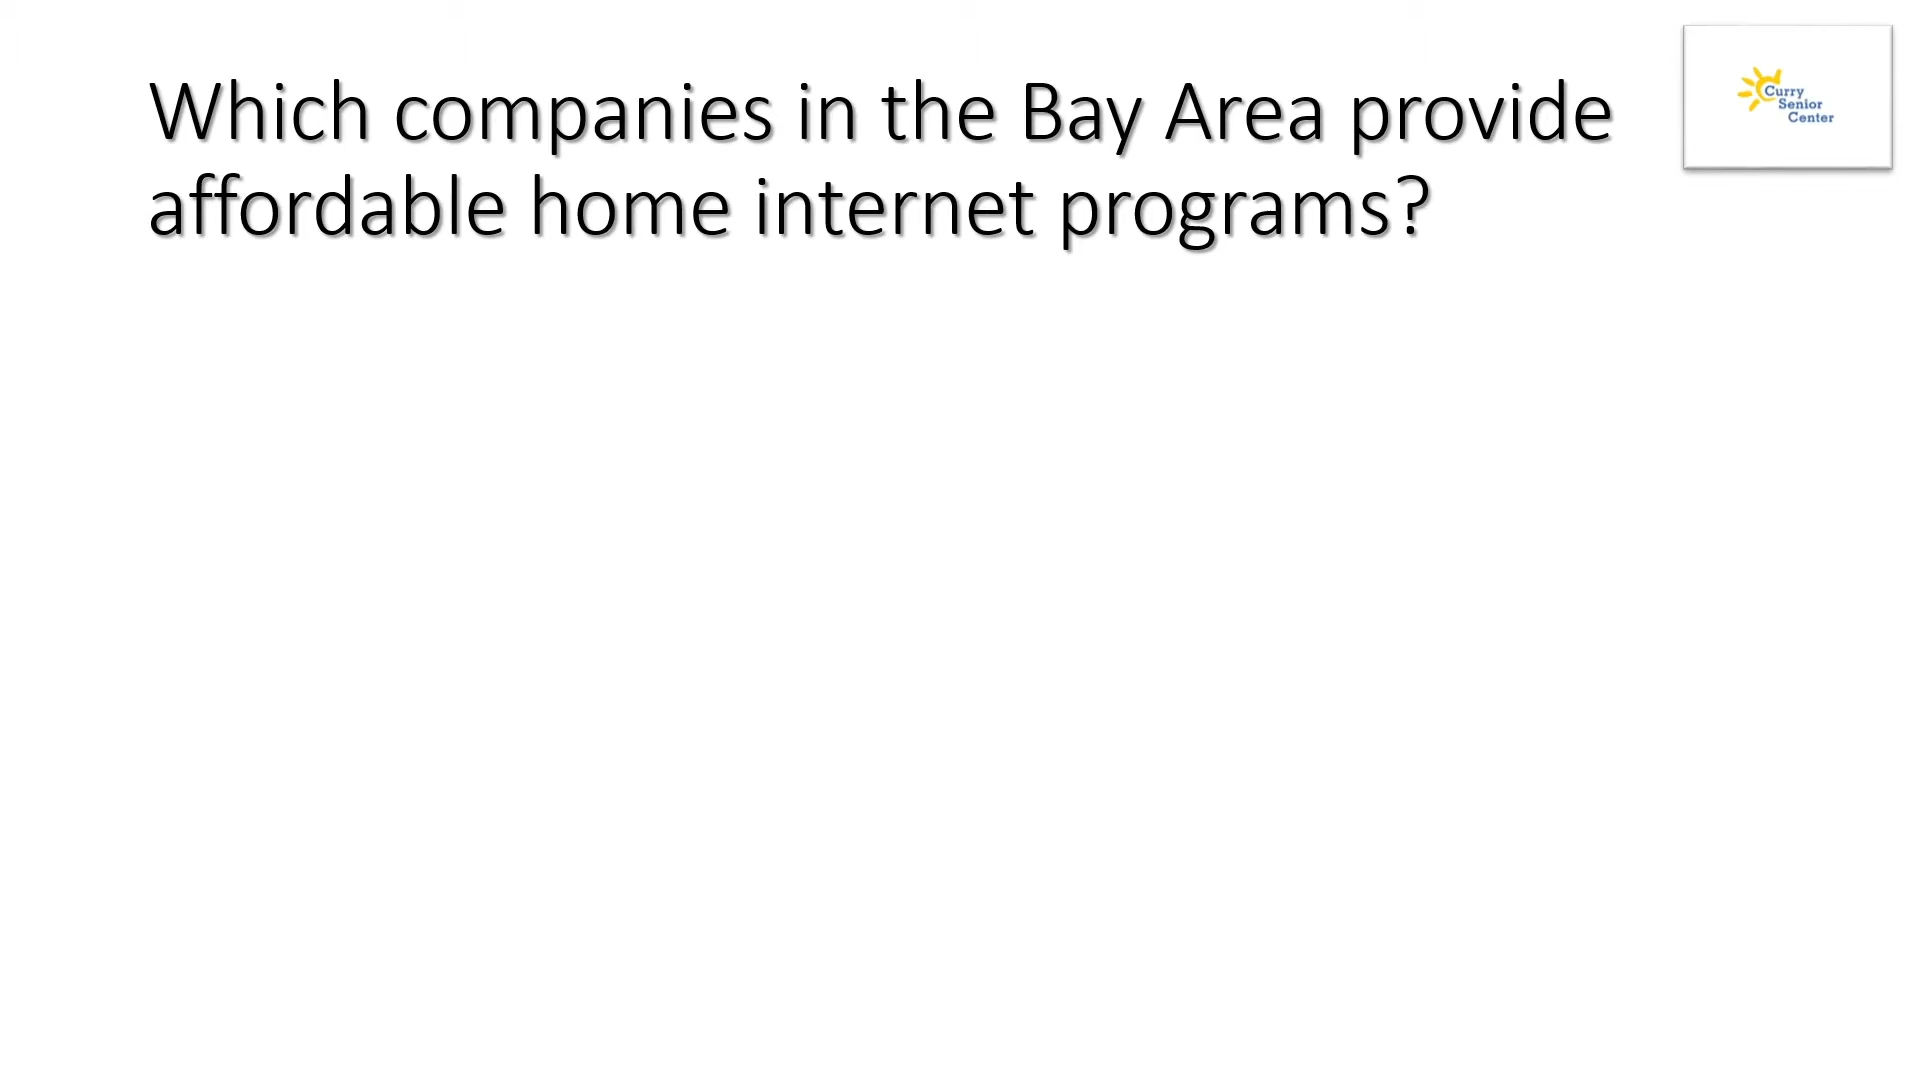 Which companies in the Bay Area provide
affordable home internet programs?
Curry
Senior
Center